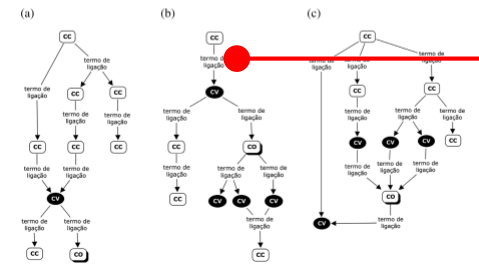 (a)
CC
termo de
ligação
termo de
ligação
CC
CC
termo de
ligação
termo de
ligação
CC
CC
CC
termo de
ligação
termo de
ligação
CV
termo de
ligação
termo de
ligação
CC
CO
(b)
CC
ligação
CV
termo de
ligação
termo de
ligação
CC
CO
termo de
ligação
termo de
ligação
termo de
ligação
CC
CV
CV
CV
termo de
ligação
CC
(c)
CC
termo de
ligação
ligação
ligação
CC
CC
termo de
ligação
termo de
ligação
termo de
ligação
CV
CV
CV
CC
termo de
ligação
termo de
ligação
termo de
ligação
CO
CV
termo de
ligação